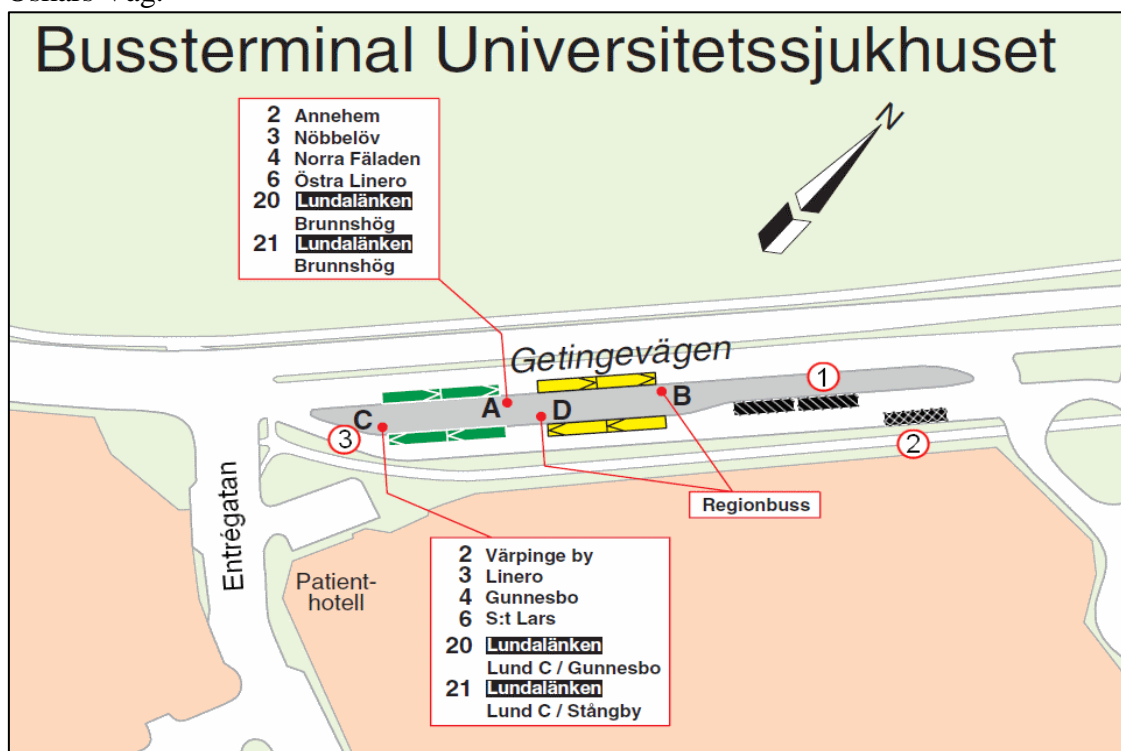 Bussterminal Universitetssjukhuset
2 Annehem
3 Nöbbelöv
4 Norra Fäladen
6 Östra Linero
20 Lundalänken
Brunnshög
21 Lundalänken
Brunnshög
N
Getingevägen
1
A
B
C
D
3
2
Regionbuss
Entrégatan
Patient-
hotell
2 Värpinge by
3 Linero
4 Gunnesbo
6 S:t Lars
20 Lundalänken
Lund C / Gunnesbo
21 Lundalänken
Lund C / Stångby